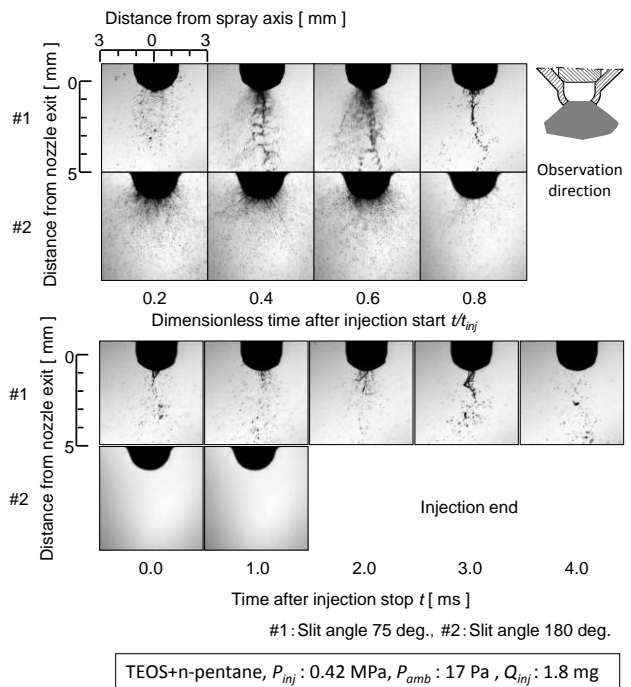 Distance from spray axis [ mm ]
3 0 3
Distance from nozzle exit [ mm ]
0
5
#1
#2
Observation
direction
0.2 0.4 0.6 0.8
Dimensionless time after injection start t/tinj
Distance from nozzle exit [ mm ]
0
5
#1
#2
Injection end
0.0 1.0 2.0 3.0 4.0
Time after injection stop t [ ms ]
#1:Slit angle 75 deg., #2:Slit angle 180 deg.
TEOS+n-pentane, Pinj : 0.42 MPa, Pamb : 17 Pa , Qinj : 1.8 mg